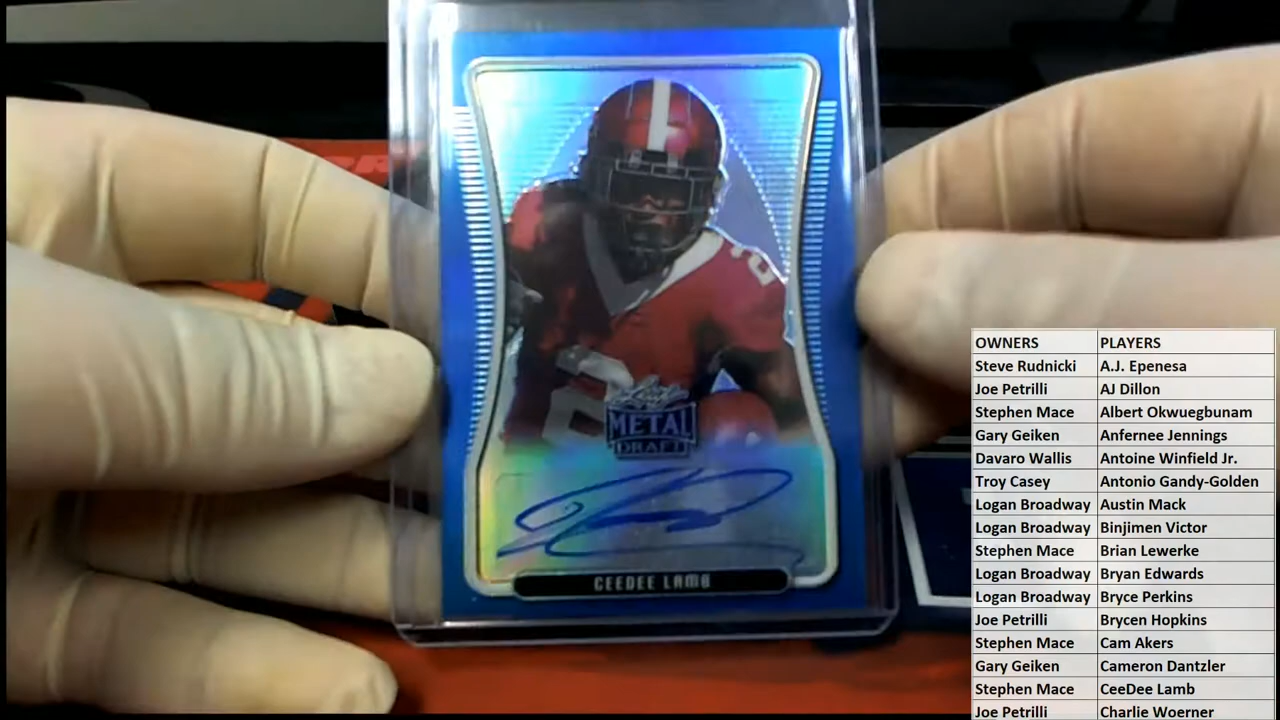 Leaf
METAL
DRAFT
CEEDEE LAMB
OWNERS PLAYERS
Steve Rudnicki A.J. Epenesa
Joe Petrilli AJ Dillon
Stephen Mace Albert Okwuegbunam
Gary Geiken Anfernee Jennings
Davaro Wallis Antoine Winfield Jr.
Troy Casey Antonio Gandy-Golden
Logan Broadway Austin Mack
Logan Broadway Binjimen Victor
Stephen Mace Brian Lewerke
Logan Broadway Bryan Edwards
Logan Broadway Bryce Perkins
Joe Petrilli Brycen Hopkins
Stephen Mace Cam Akers
Gary Geiken Cameron Dantzler
Stephen Mace CeeDee Lamb
Joe Petrilli Charlie Woerner